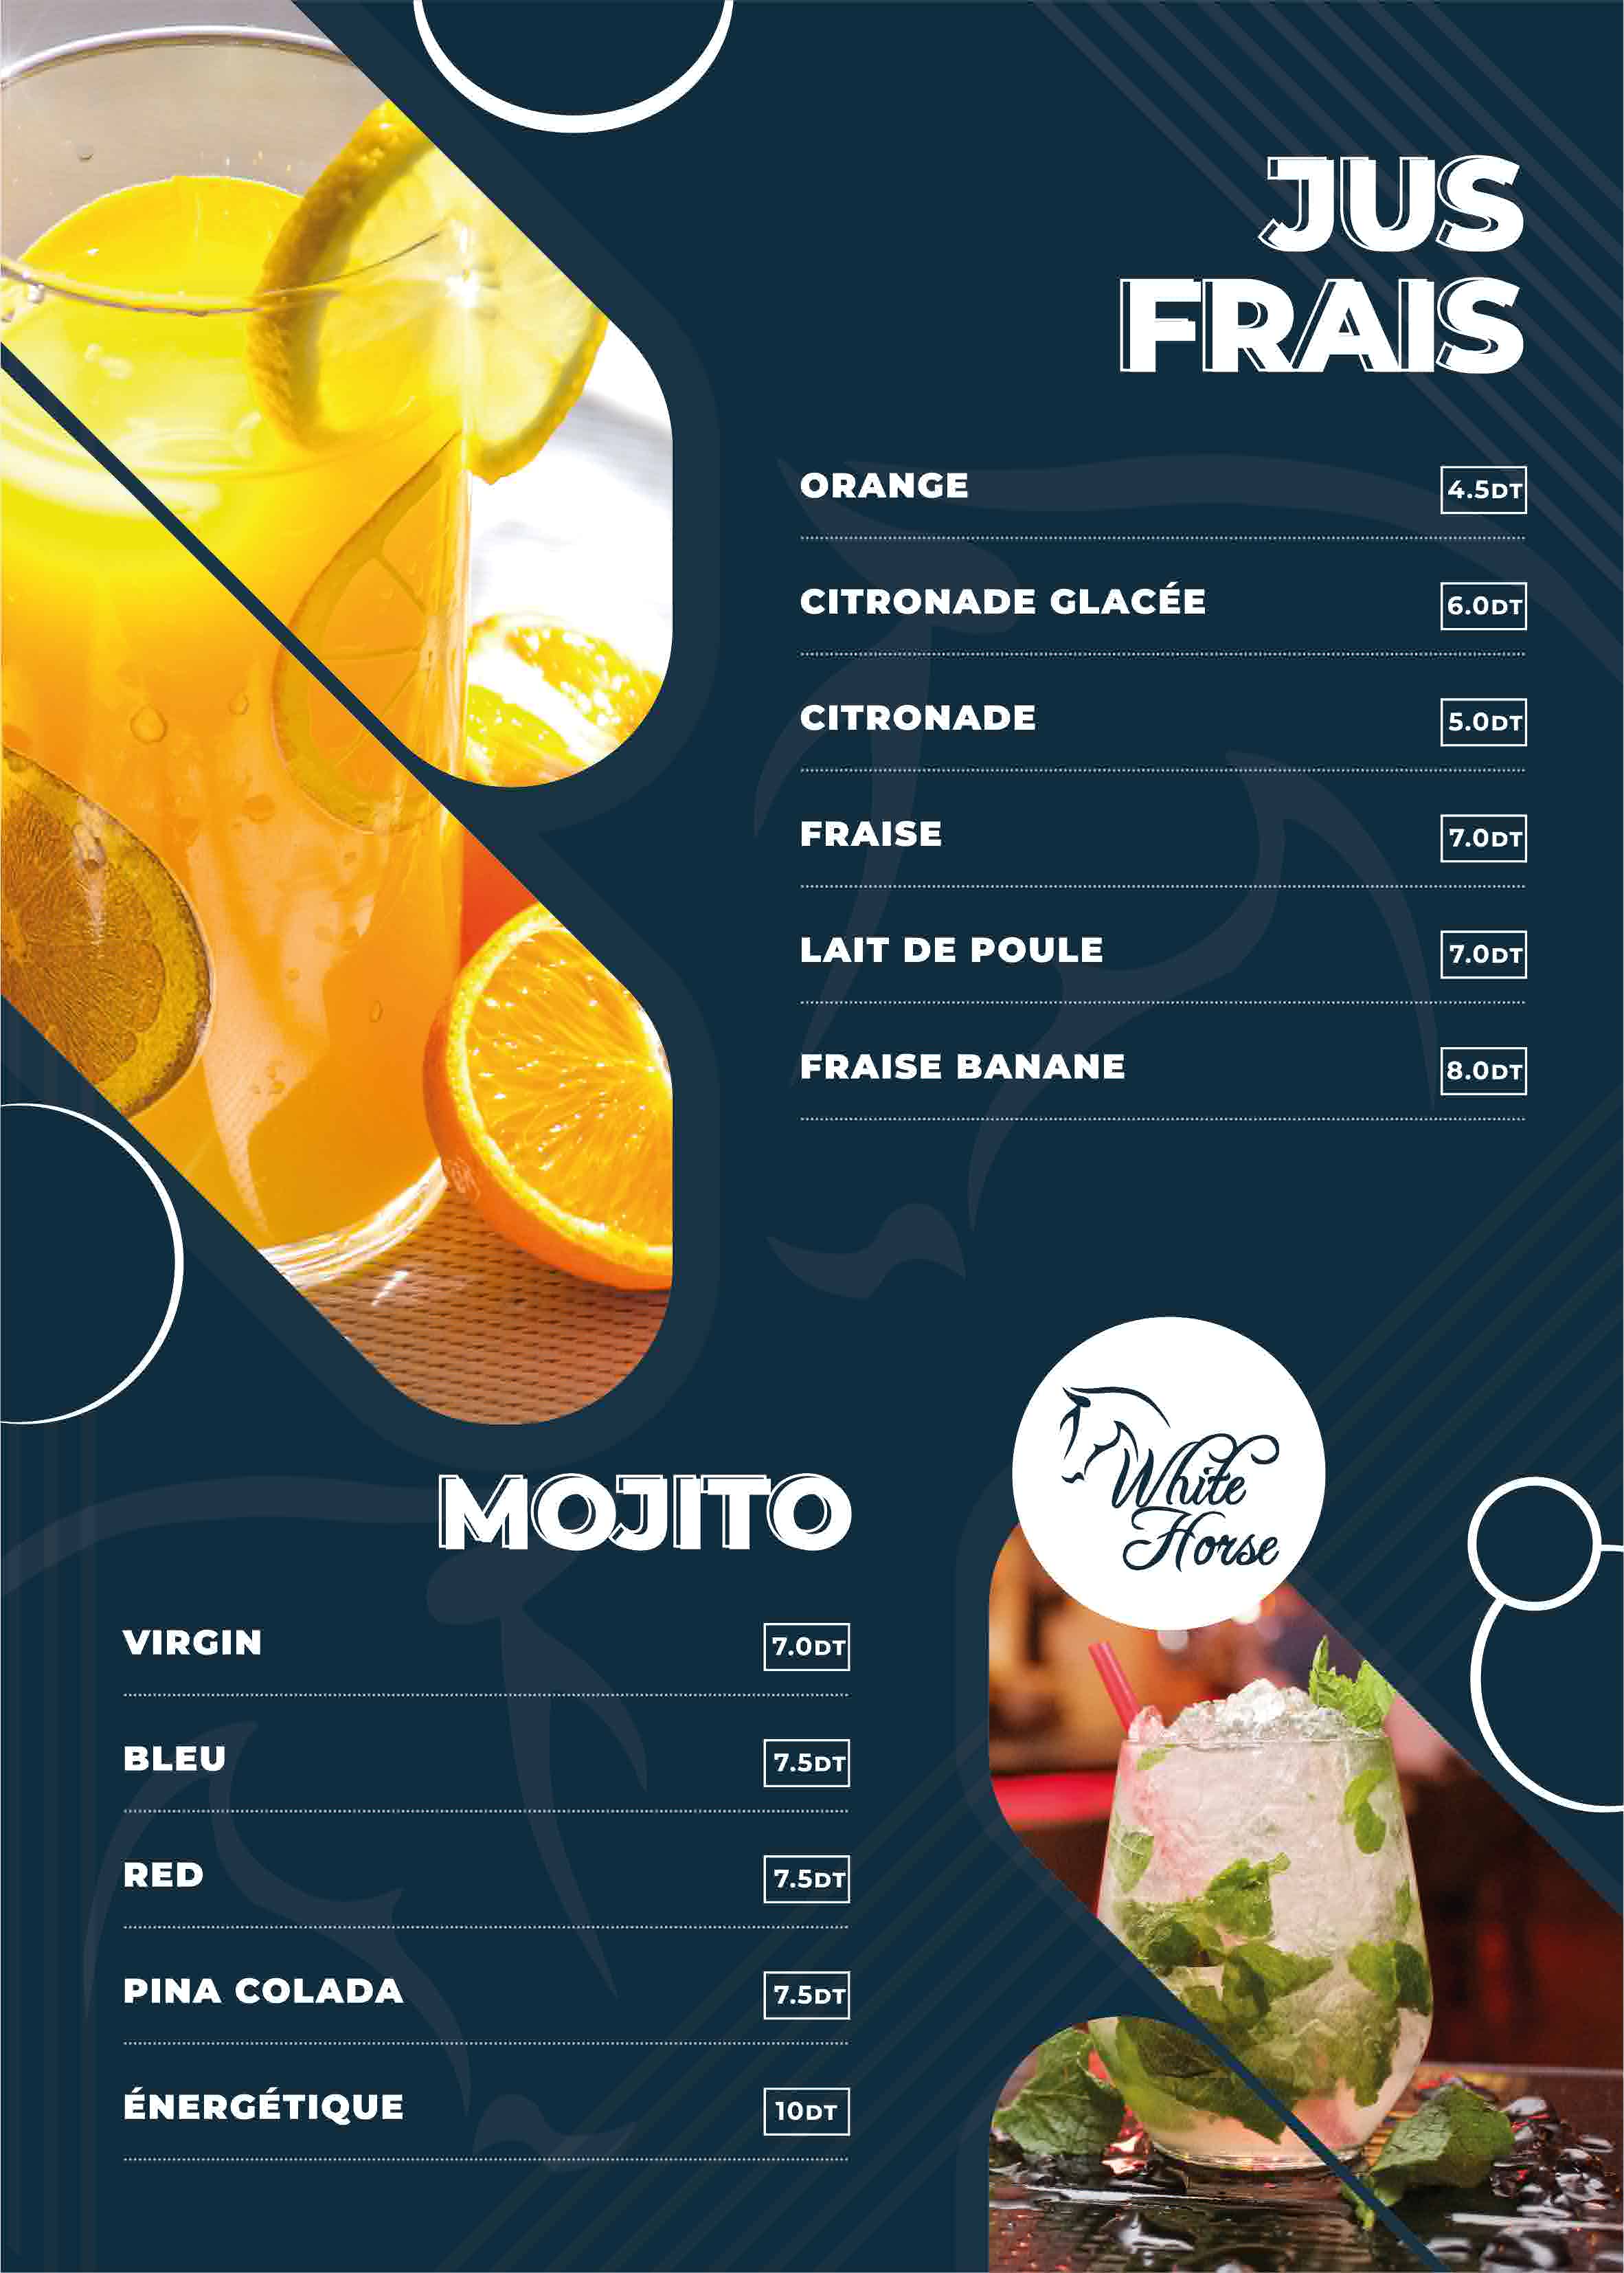 JUS
FRAIS
ORANGE 4.5DT
CITRONADE GLACÉE 6.0DT
CITRONADE 5.0DT
FRAISE 7.0DT
LAIT DE POULE 7.0DT
FRAISE BANANE 8.0DT
White
Horse
MOJITO
VIRGIN 7.0DT
BLEU 7.5DT
RED 7.5DT
PINA COLADA 7.5DT
ÉNERGÉTIQUE 10DT